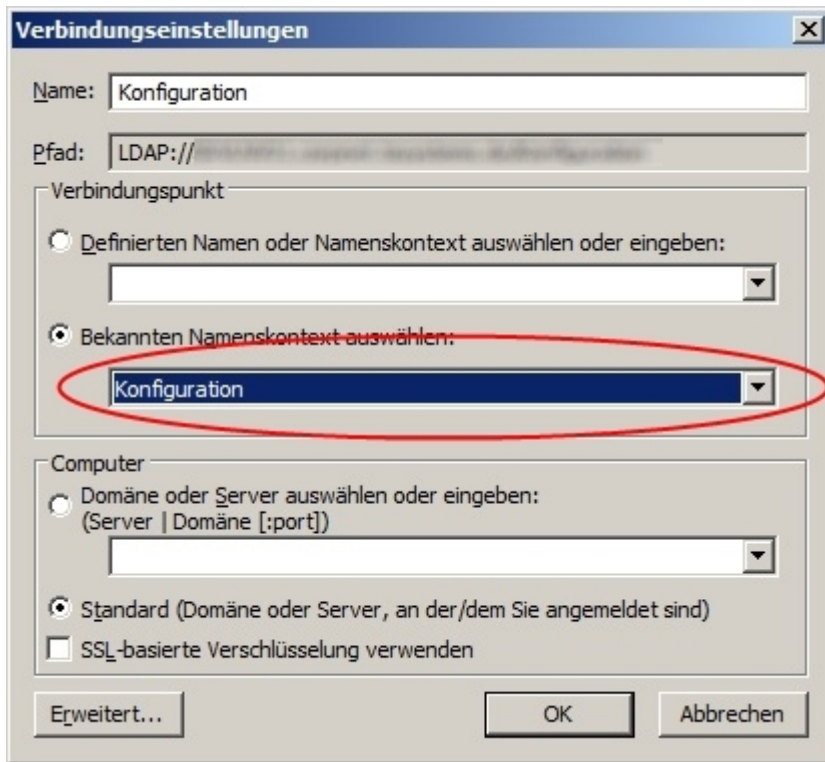 Verbindungseinstellungen
Name: Konfiguration
Pfad: LDAP://
Verbindungspunkt
Definierten Namen oder Namenskontext auswählen oder eingeben:
Bekannten Namenskontext auswählen:
Konfiguration
Computer
Domäne oder Server auswählen oder eingeben:
(Server | Domäne [:port])
Standard (Domäne oder Server, an der/dem Sie angemeldet sind)
SSL-basierte Verschlüsselung verwenden
Erweitert... OK Abbrechen